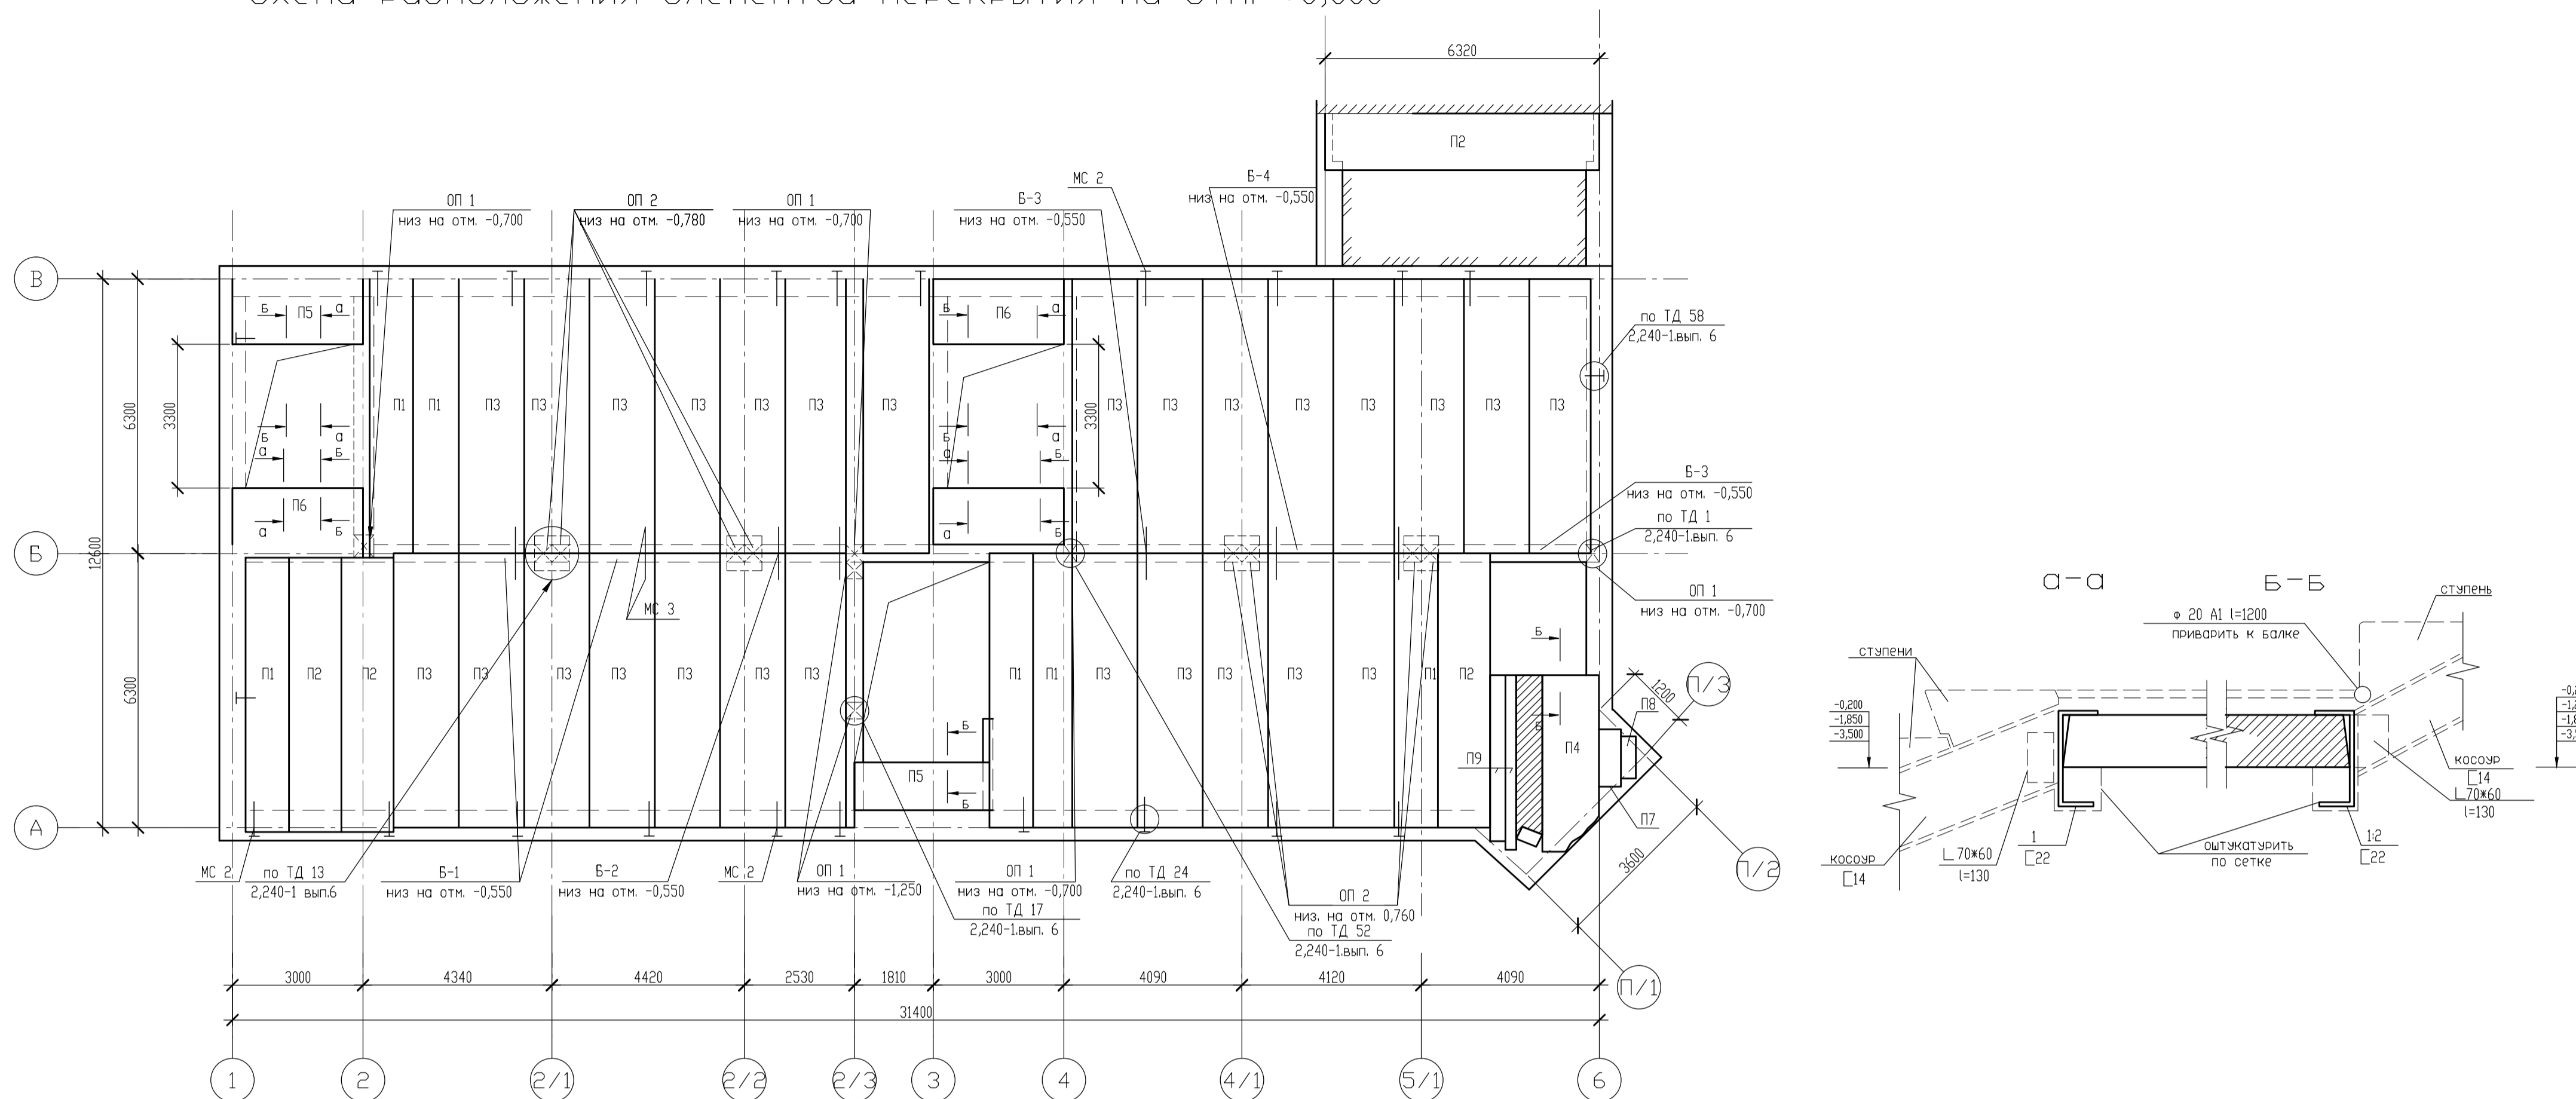 6320
П2
ОП 1
низ на отм. -0,700
ОП 2
низ на отм. -0,780
ОП 1
низ на отм. -0,700
Б-3
низ на отм. -0,550
МС 2
Б-4
низ на отм. -0,550
В
Б
А
12600
6300
6300
3300
3300
Б П5 а
Б П6 а
Б а
а Б
П6
а Б
Б а
а Б
а Б
П1 П1 П3 П3 П3 П3 П3 П3 П3 П3 П3 П3 П3 П3 П3 П3 П3
по ТД 58
2,240-1.вып. 6
Б-3
низ на отм. -0,550
по ТД 1
2,240-1.вып. 6
ОП 1
низ на отм. -0,700
МС 3
П1 П2 П2 П3 П3 П3 П3 П3 П3 П3 П1 П1 П3 П3 П3 П3 П3 П1 П2
Б
Б
П5
Б
Б
П9
П4
П8
П7
1200
3600
П/3
П/2
П/1
МС 2
по ТД 13
2,240-1 вып.6
Б-1
низ на отм. -0,550
Б-2
низ на отм. -0,550
МС 2
ОП 1
низ на отм. -1,250
ОП 1
низ на отм. -0,700
по ТД 17
2,240-1.вып. 6
по ТД 24
2,240-1.вып. 6
ОП 2
низ. на отм. 0,760
по ТД 52
2,240-1.вып. 6
3000 4340 4420 2530 1810 3000 4090 4120 4090
31400
1 2 2/1 2/2 2/3 3 4 4/1 5/1 6
а-а
Б-Б
ступень
Ф 20 А1 l=1200
приварить к балке
ступени
-0,200
-1,850
-3,500
косоур
[14
∟70*60
l=130
1
[22
оштукатурить
по сетке
1:2
[22
косоур
[14
∟70*60
l=130